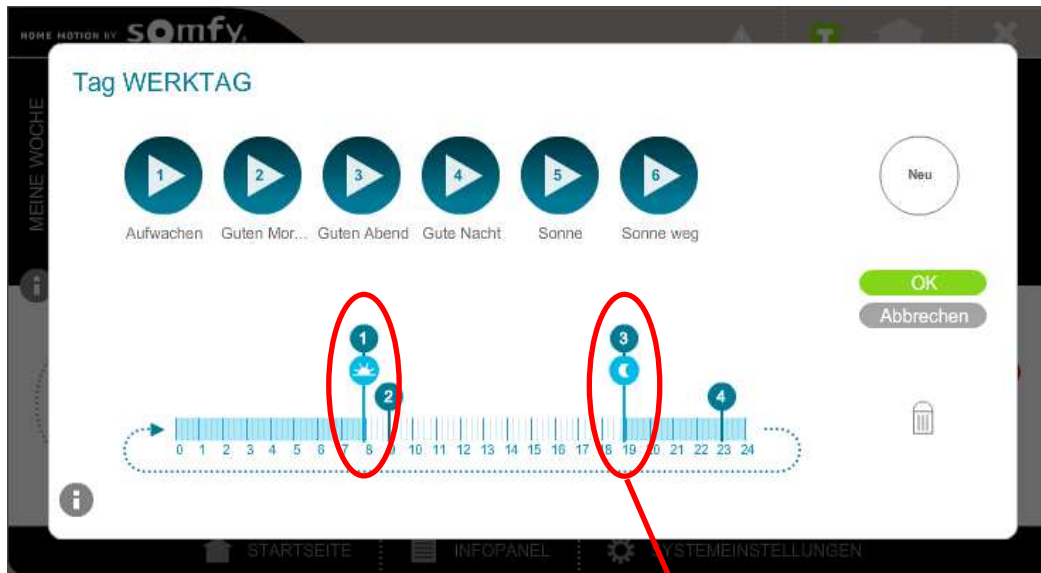 HOME MOTION BY somfy.
Tag WERKTAG
MEINE WOCHE
1 2 3 4 5 6
Neu
Aufwachen Guten Mor... Guten Abend Gute Nacht Sonne Sonne weg
OK
Abbrechen
1 3
2 4
0 1 2 3 4 5 6 7 8 9 10 11 12 13 14 15 16 17 18 19 20 21 22 23 24
STARTSEITE INFOPANEL SYSTEMEINSTELLUNGEN